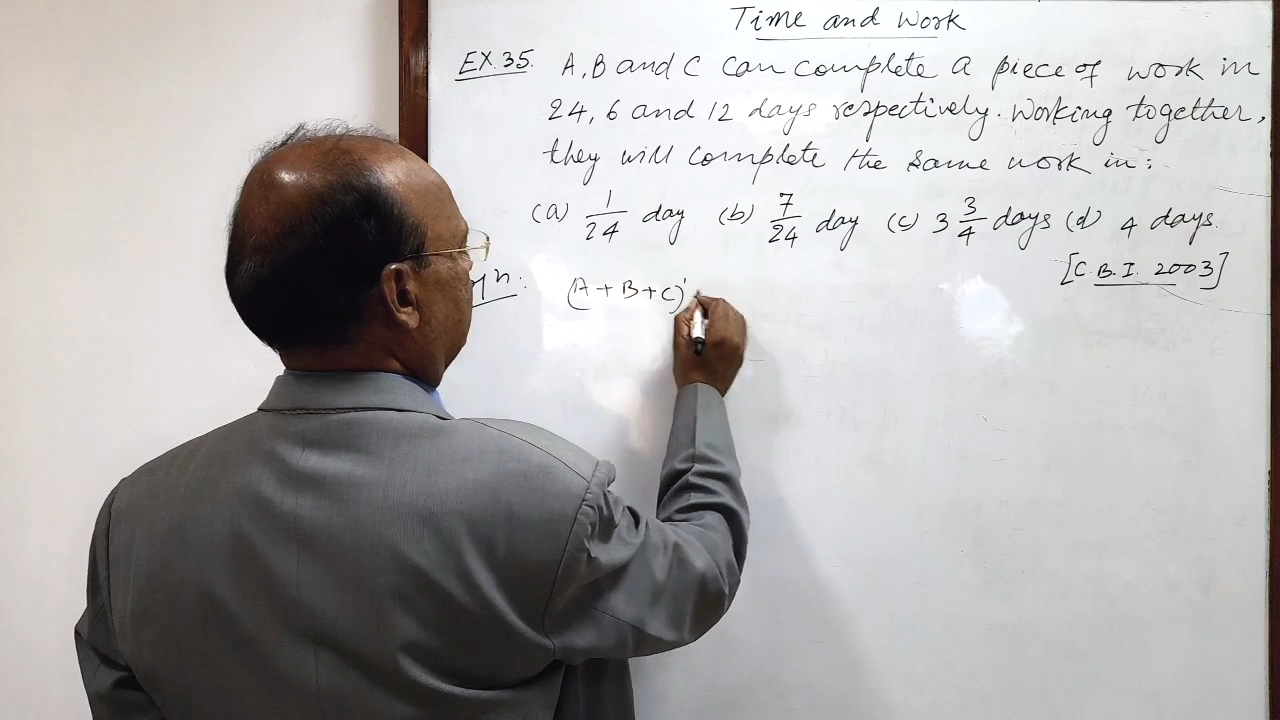 Time and Work
EX.35. A, B and C can complete a piece of work in
24, 6 and 12 days respectively. Working together,
they will complete the same work in:
(a) 1/24 day (b) 7/24 day (c) 3 3/4 days (d) 4 days.
[C.B.I. 2003]
(A+B+C)'